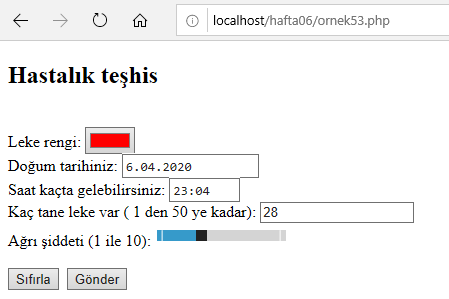 localhost/hafta06/ornek53.php
Hastalık teşhis
Leke rengi:
Doğum tarihiniz: 6.04.2020
Saat kaçta gelebilirsiniz: 23:04
Kaç tane leke var ( 1 den 50 ye kadar): 28
Ağrı şiddeti (1 ile 10):
Sıfırla Gönder